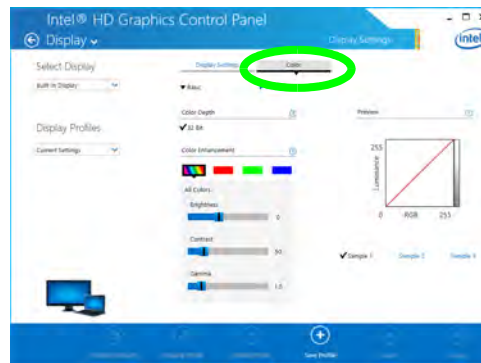 Intel® HD Graphics Control Panel
Display
Display Settings
intel
Select Display
Built-in Display
Display Profiles
Current Settings
Display Settings
Color
Basic
Color Depth
32 Bit
Color Enhancement
All Colors
Brightness
0
Contrast
50
Gamma
1.0
Preview
255
Luminance
0 -RGB 255
Sample 1 Sample 2 Sample 3
Save Profile